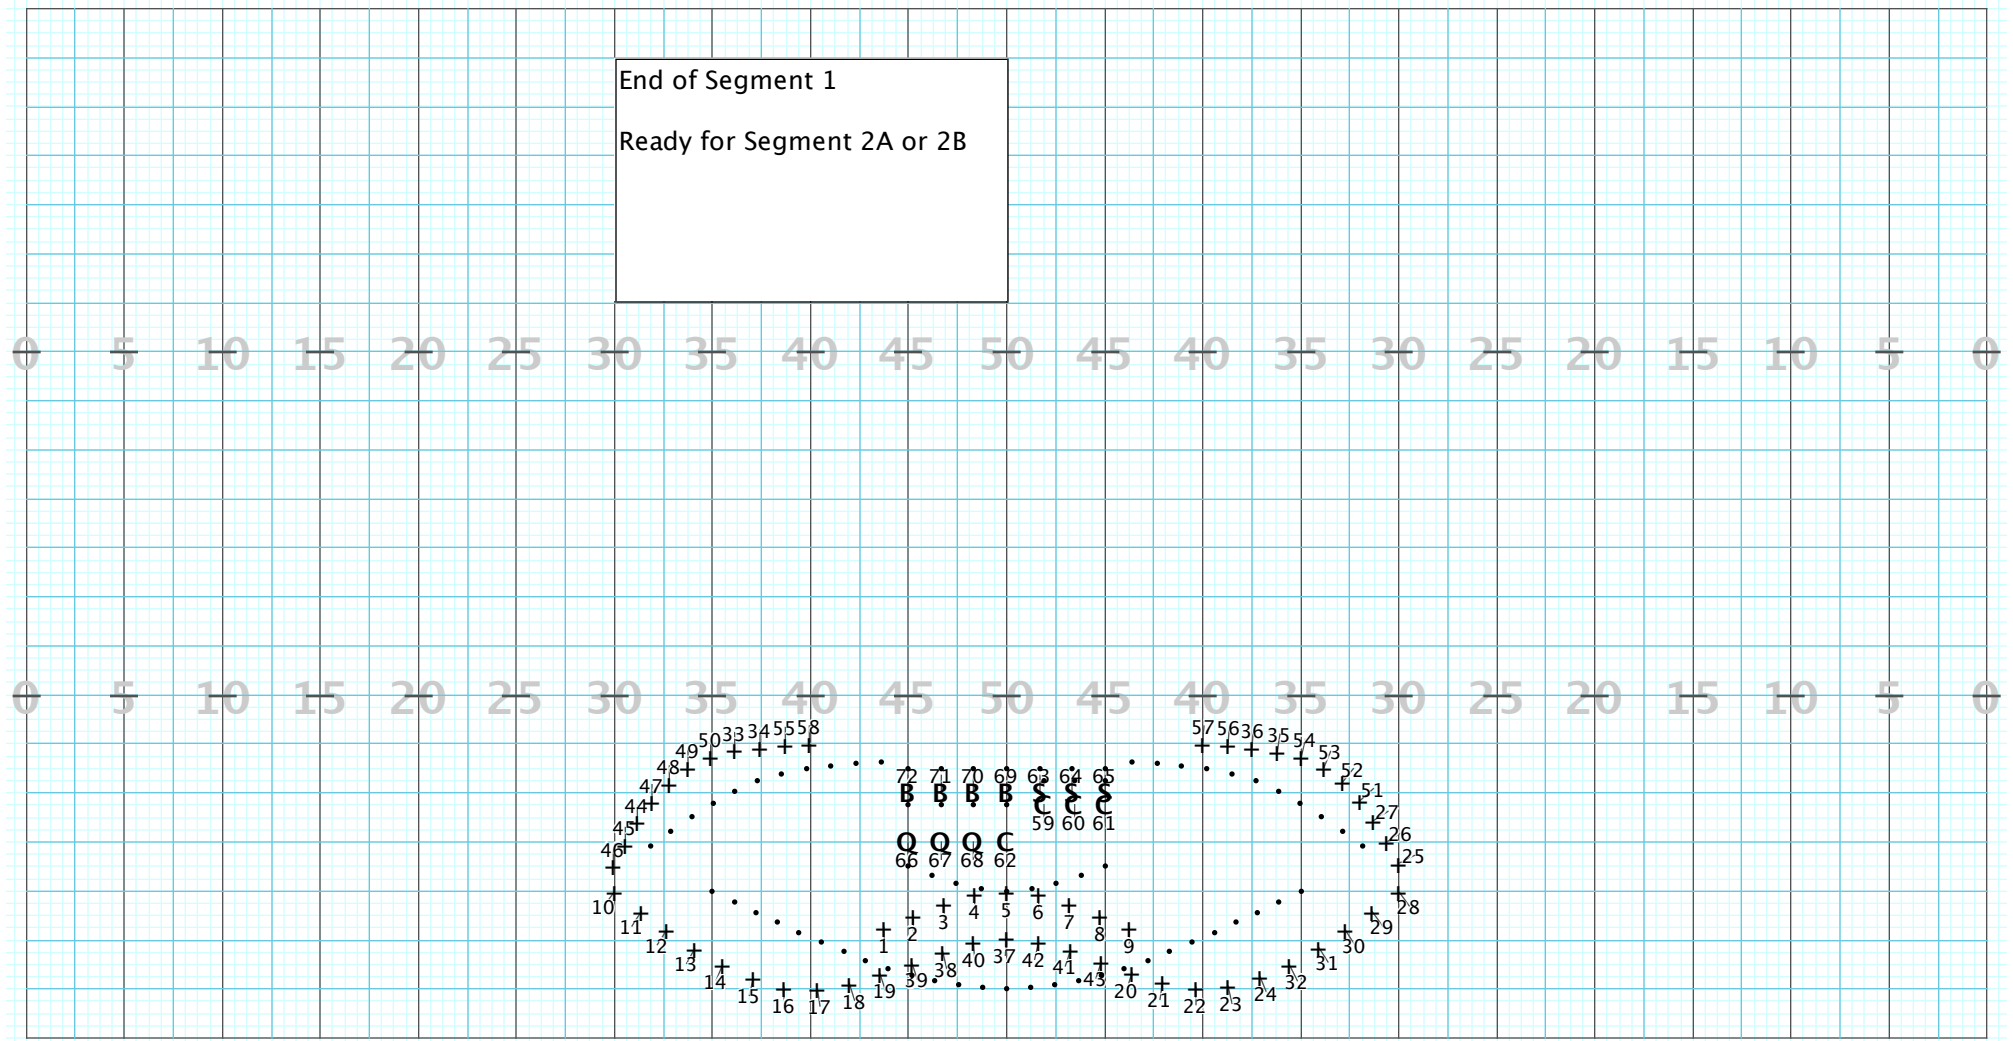 End of Segment 1
Ready for Segment 2A or 2B
0 5 10 15 20 25 30 35 40 45 50 45 40 35 30 25 20 15 10 5 0
0 5 10 15 20 25 30 35 40 45 50 45 40 35 30 25 20 15 10 5 0
50 33 34 55 58 57 56 36 35 54
49 53
48 72 71 70 69 63 64 65 52
47 B B B B S S S 51
44 C C C 27
45 59 60 61 26
46 Q Q Q C 25
66 67 68 62
10 4 5 6 28
11 3 7 29
12 1 2 8 9 30
13 38 40 37 42 41 31
14 39 43 32
15 19 20 24
16 17 18 21 22 23